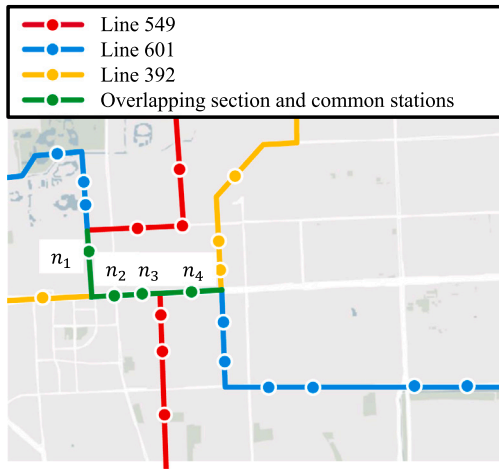 Line 549
Line 601
Line 392
Overlapping section and common stations
n₁
n₂ n₃ n₄